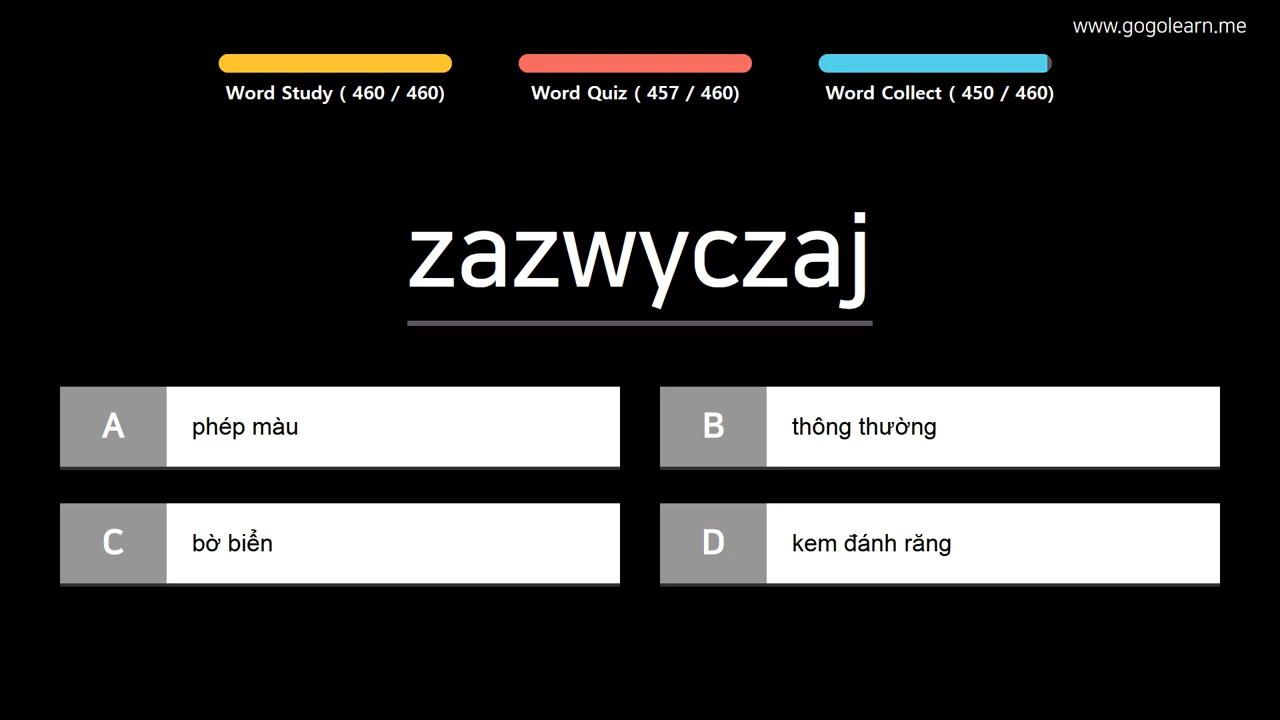 www.gogolearn.me
Word Study ( 460 / 460)
Word Quiz ( 457 / 460)
Word Collect ( 450 / 460)
zazwyczaj
A phép màu
B thông thường
C bờ biển
D kem đánh răng